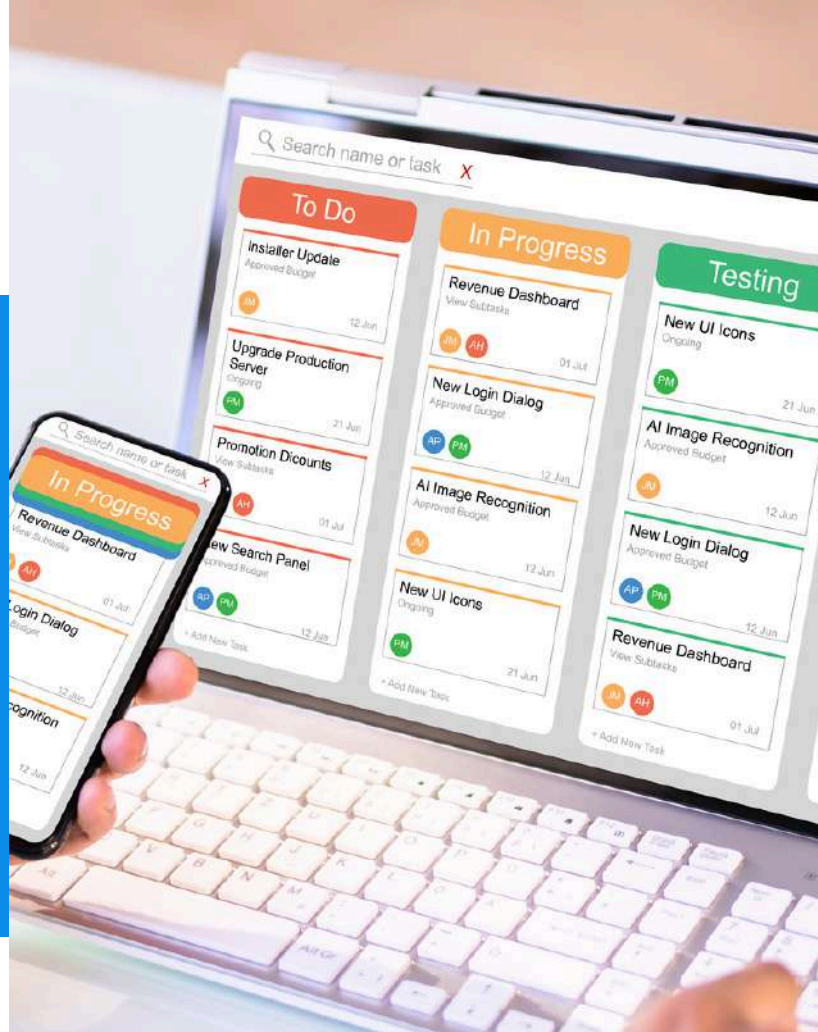 Search name or task X
To Do
Installer Update
Approved Budget
JM
12 Jun
Upgrade Production
Server
Ongoing
PM
21 Jun
Promotion Dicounts
View Subtasks
AH
01 Jul
ew Search Panel
Approved Budget
AP PM
12 Jun
+ Add New Task
In Progress
Revenue Dashboard
View Subtasks
JM AH
01 Jul
New Login Dialog
Approved Budget
AP PM
12 Jun
AI Image Recognition
Approved Budget
JM
12 Jun
New UI Icons
Ongoing
PM
21 Jun
+ Add New Task
Testing
New UI Icons
Ongoing
PM
21 Jun
AI Image Recognition
Approved Budget
JM
12 Jun
New Login Dialog
Approved Budget
AP PM
12 Jun
Revenue Dashboard
View Subtasks
JM AH
01 Jul
+ Add New Task
Search name or task X
In Progress
Revenue Dashboard
View Subtasks
AH
01 Jul
Login Dialog
Budget
12 Jun
ognition
12 Jun
Alt
Alt Gr